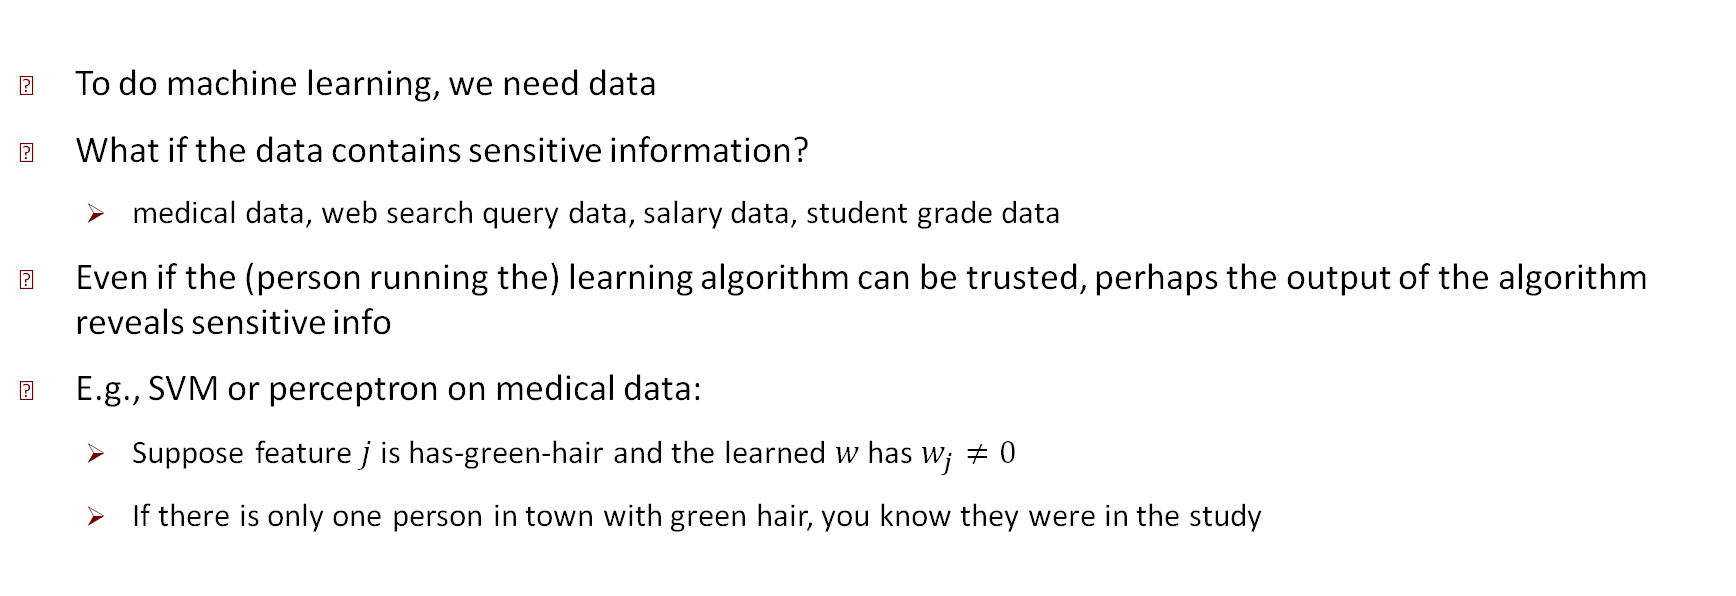 To do machine learning, we need data
What if the data contains sensitive information?
medical data, web search query data, salary data, student grade data
Even if the (person running the) learning algorithm can be trusted, perhaps the output of the algorithm
reveals sensitive info
E.g., SVM or perceptron on medical data:
Suppose feature j is has-green-hair and the learned w has wⱼ ≠ 0
If there is only one person in town with green hair, you know they were in the study